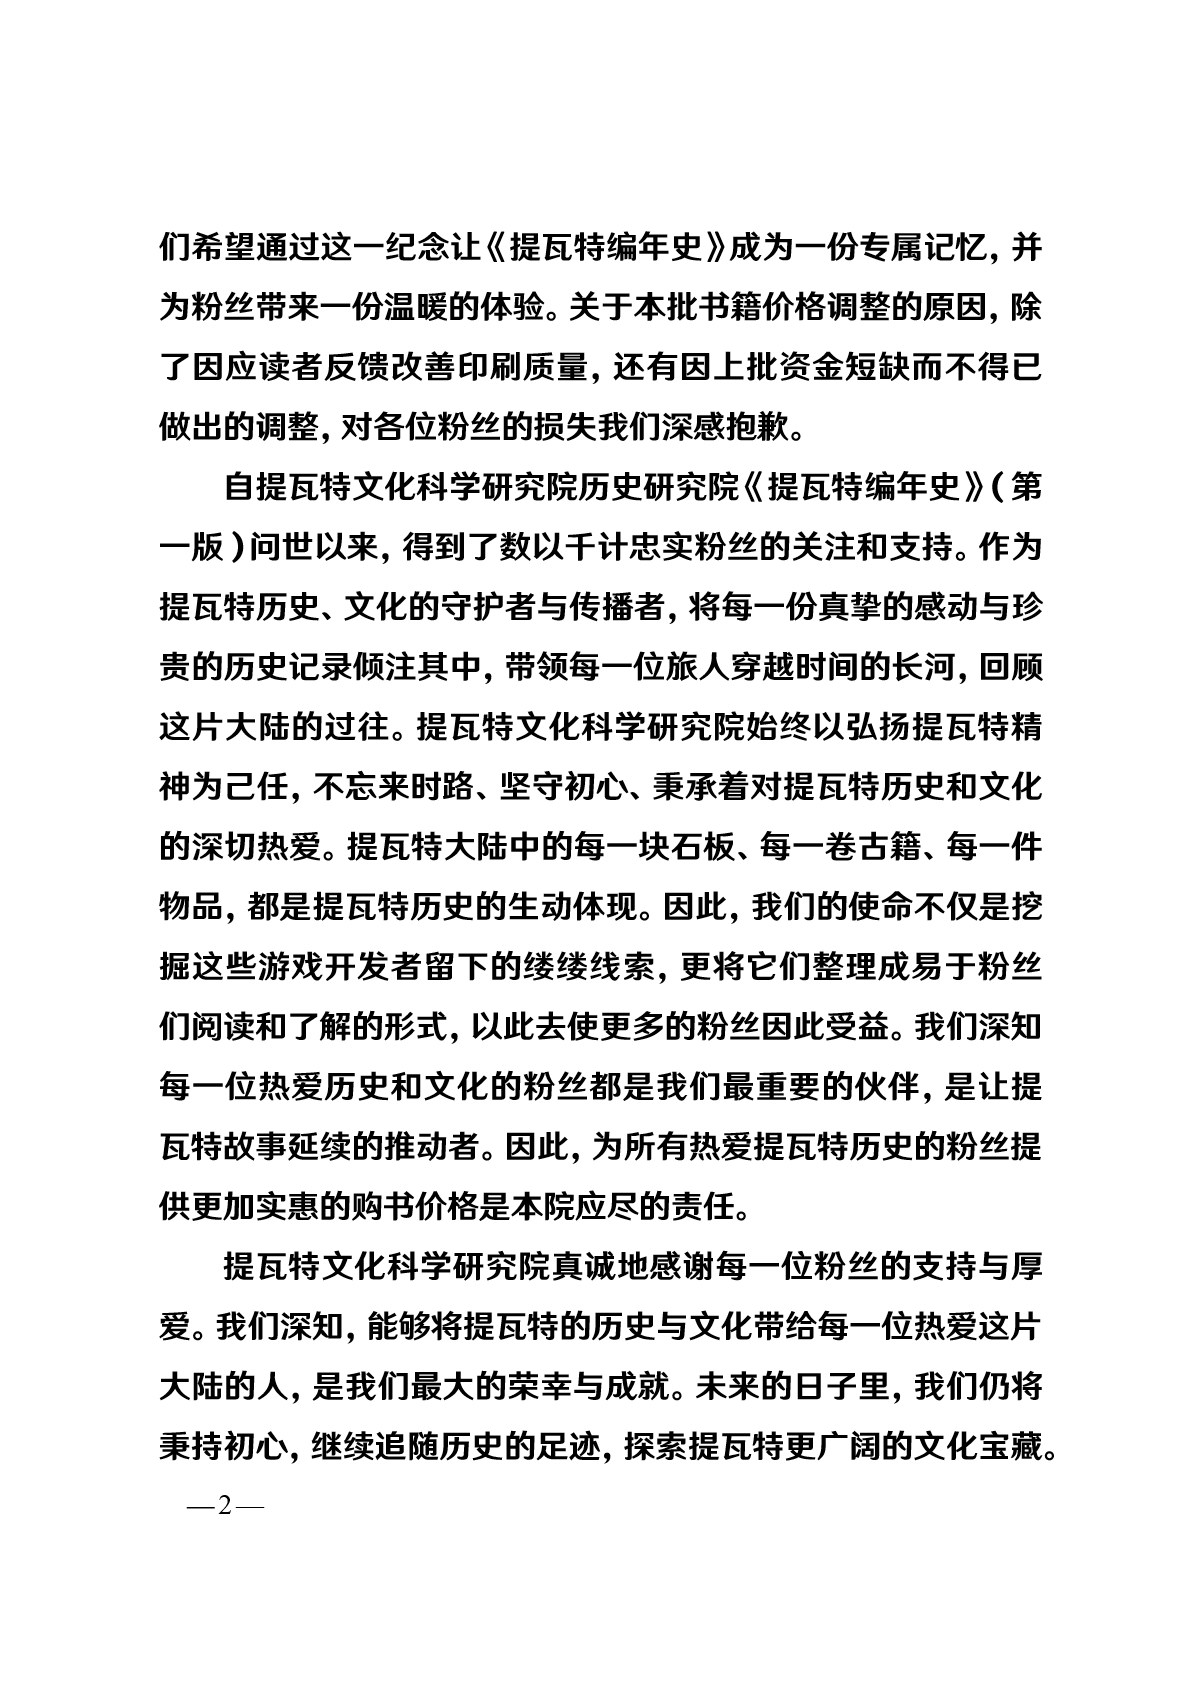 们希望通过这一纪念让《提瓦特编年史》成为一份专属记忆，并
为粉丝带来一份温暖的体验。关于本批书籍价格调整的原因，除
了因应读者反馈改善印刷质量，还有因上批资金短缺而不得已
做出的调整，对各位粉丝的损失我们深感抱歉。
自提瓦特文化科学研究院历史研究院《提瓦特编年史》（第
一版）问世以来，得到了数以千计忠实粉丝的关注和支持。作为
提瓦特历史、文化的守护者与传播者，将每一份真挚的感动与珍
贵的历史记录倾注其中，带领每一位旅人穿越时间的长河，回顾
这片大陆的过往。提瓦特文化科学研究院始终以弘扬提瓦特精
神为己任，不忘来时路、坚守初心、秉承着对提瓦特历史和文化
的深切热爱。提瓦特大陆中的每一块石板、每一卷古籍、每一件
物品，都是提瓦特历史的生动体现。因此，我们的使命不仅是挖
掘这些游戏开发者留下的缕缕线索，更将它们整理成易于粉丝
们阅读和了解的形式，以此去使更多的粉丝因此受益。我们深知
每一位热爱历史和文化的粉丝都是我们最重要的伙伴，是让提
瓦特故事延续的推动者。因此，为所有热爱提瓦特历史的粉丝提
供更加实惠的购书价格是本院应尽的责任。
提瓦特文化科学研究院真诚地感谢每一位粉丝的支持与厚
爱。我们深知，能够将提瓦特的历史与文化带给每一位热爱这片
大陆的人，是我们最大的荣幸与成就。未来的日子里，我们仍将
秉持初心，继续追随历史的足迹，探索提瓦特更广阔的文化宝藏。
—2—